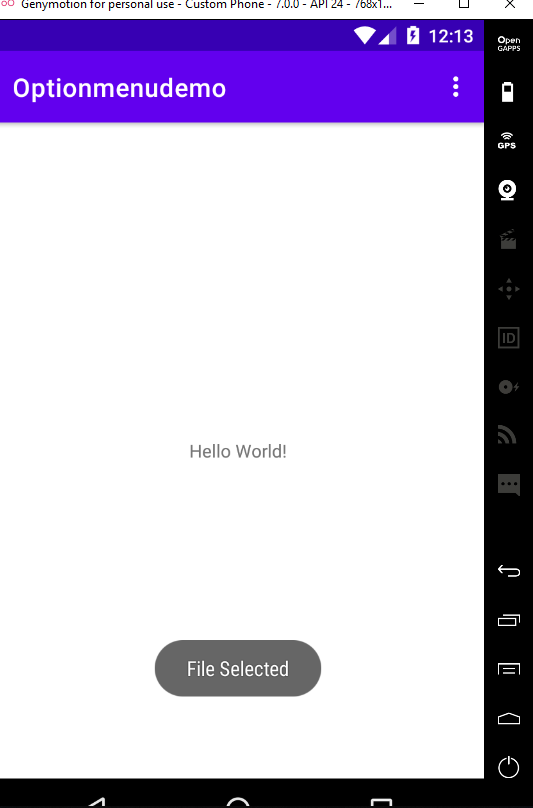 Genymotion for personal use - Custom Phone - 7.0.0 - API 24 - 768x1...
12:13
Open
GAPPS
Optionmenudemo
GPS
ID
Hello World!
File Selected